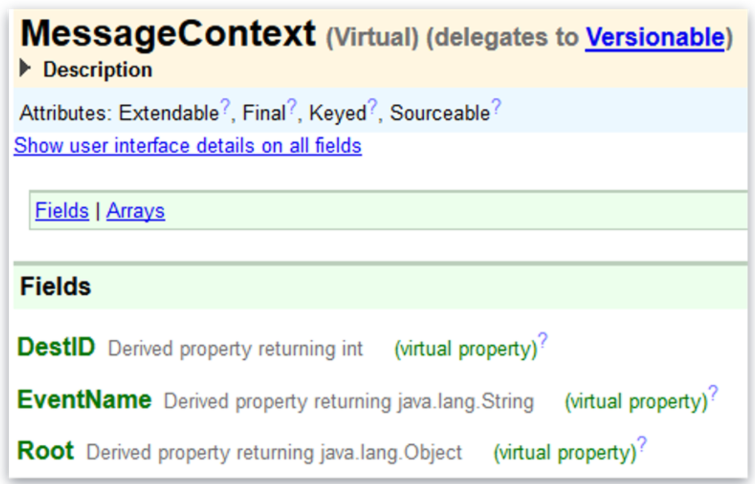 MessageContext (Virtual) (delegates to Versionable)
Description
Attributes: Extendable?, Final?, Keyed?, Sourceable?
Show user interface details on all fields
Fields | Arrays
Fields
DestID Derived property returning int (virtual property)?
EventName Derived property returning java.lang.String (virtual property)?
Root Derived property returning java.lang.Object (virtual property)?